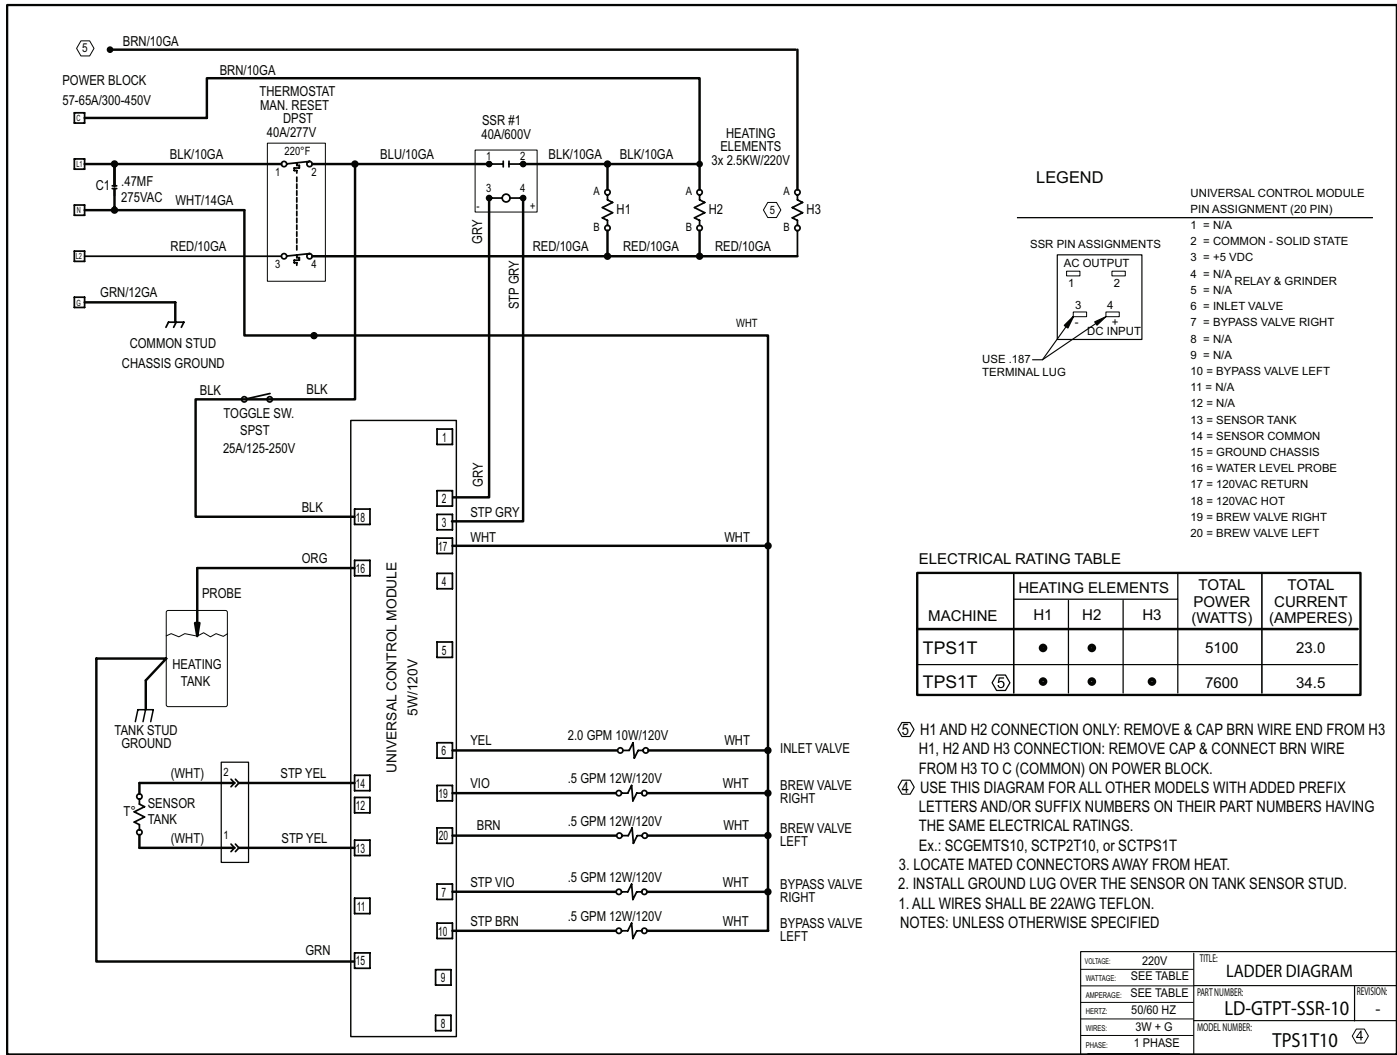 5
BRN/10GA
POWER BLOCK
57-65A/300-450V
C
BRN/10GA
THERMOSTAT
MAN. RESET
DPST
40A/277V
220°F
1
2
3
4
L1
BLK/10GA
C1
.47MF
275VAC
N
WHT/14GA
L2
RED/10GA
G
GRN/12GA
COMMON STUD
CHASSIS GROUND
BLU/10GA
SSR #1
40A/600V
1
2
3
4
-
+
BLK/10GA
BLK/10GA
HEATING
ELEMENTS
3x 2.5KW/220V
A
H1
B
A
H2
B
A
5
H3
B
RED/10GA
RED/10GA
RED/10GA
GRY
STP GRY
WHT
BLK
BLK
TOGGLE SW.
SPST
25A/125-250V
GRY
BLK
ORG
PROBE
HEATING
TANK
TANK STUD
GROUND
(WHT)
2
STP YEL
T°
SENSOR
TANK
(WHT)
1
STP YEL
GRN
UNIVERSAL CONTROL MODULE
5W/120V
18
16
14
12
13
11
15
1
2
3
17
4
5
6
19
20
7
10
9
8
STP GRY
WHT
WHT
YEL
2.0 GPM 10W/120V
WHT
INLET VALVE
VIO
.5 GPM 12W/120V
WHT
BREW VALVE
RIGHT
BRN
.5 GPM 12W/120V
WHT
BREW VALVE
LEFT
STP VIO
.5 GPM 12W/120V
WHT
BYPASS VALVE
RIGHT
STP BRN
.5 GPM 12W/120V
WHT
BYPASS VALVE
LEFT
LEGEND
SSR PIN ASSIGNMENTS
AC OUTPUT
1
2
3
4
-
+
DC INPUT
USE .187
TERMINAL LUG
UNIVERSAL CONTROL MODULE
PIN ASSIGNMENT (20 PIN)
1 = N/A
2 = COMMON - SOLID STATE
3 = +5 VDC
4 = N/A
RELAY & GRINDER
5 = N/A
6 = INLET VALVE
7 = BYPASS VALVE RIGHT
8 = N/A
9 = N/A
10 = BYPASS VALVE LEFT
11 = N/A
12 = N/A
13 = SENSOR TANK
14 = SENSOR COMMON
15 = GROUND CHASSIS
16 = WATER LEVEL PROBE
17 = 120VAC RETURN
18 = 120VAC HOT
19 = BREW VALVE RIGHT
20 = BREW VALVE LEFT
ELECTRICAL RATING TABLE
MACHINE
HEATING ELEMENTS
H1 H2 H3
TOTAL
POWER
(WATTS)
TOTAL
CURRENT
(AMPERES)
TPS1T ● ● 5100 23.0
TPS1T 5 ● ● ● 7600 34.5
5 H1 AND H2 CONNECTION ONLY: REMOVE & CAP BRN WIRE END FROM H3
H1, H2 AND H3 CONNECTION: REMOVE CAP & CONNECT BRN WIRE
FROM H3 TO C (COMMON) ON POWER BLOCK.
4 USE THIS DIAGRAM FOR ALL OTHER MODELS WITH ADDED PREFIX
LETTERS AND/OR SUFFIX NUMBERS ON THEIR PART NUMBERS HAVING
THE SAME ELECTRICAL RATINGS.
Ex.: SCGEMTS10, SCTP2T10, or SCTPS1T
3. LOCATE MATED CONNECTORS AWAY FROM HEAT.
2. INSTALL GROUND LUG OVER THE SENSOR ON TANK SENSOR STUD.
1. ALL WIRES SHALL BE 22AWG TEFLON.
NOTES: UNLESS OTHERWISE SPECIFIED
VOLTAGE: 220V
WATTAGE: SEE TABLE
AMPERAGE: SEE TABLE
HERTZ: 50/60 HZ
WIRES: 3W + G
PHASE: 1 PHASE
TITLE:
LADDER DIAGRAM
PART NUMBER:
LD-GTPT-SSR-10
REVISION:
-
MODEL NUMBER:
TPS1T10 4